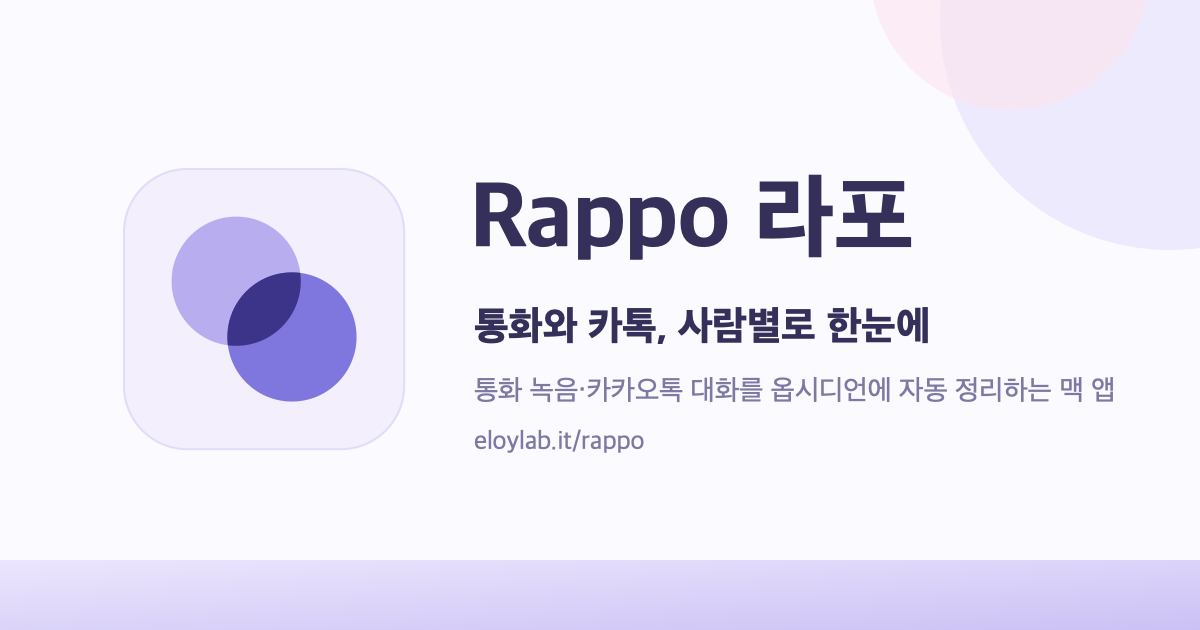 Rappo 라포
통화와 카톡, 사람별로 한눈에
통화 녹음·카카오톡 대화를 옵시디언에 자동 정리하는 맥 앱
eloylab.it/rappo